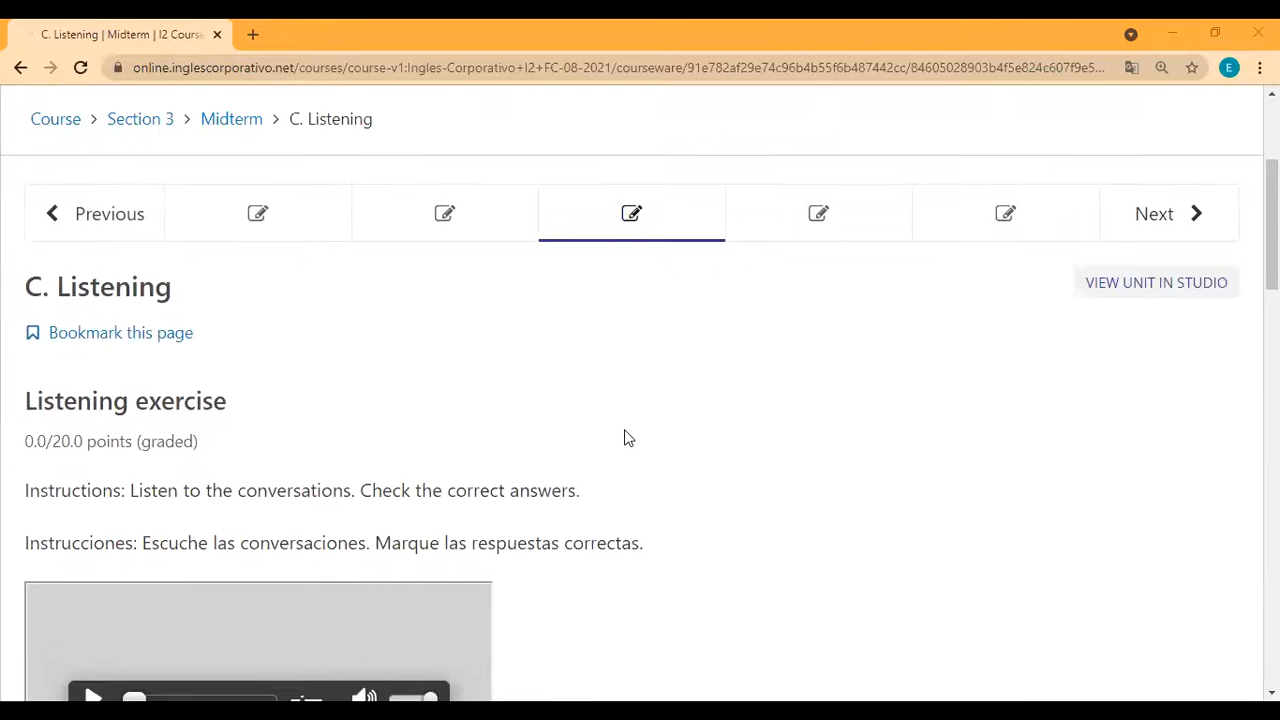 C. Listening | Midterm | I2 Cours
online.inglescorporativo.net/courses/course-v1:Ingles-Corporativo+I2+FC-08-2021/courseware/91e782af29e74c96b4b55f6b487442cc/84605028903b4f5e824c607f9e5...
E
Course > Section 3 > Midterm > C. Listening
Previous
Next
C. Listening
VIEW UNIT IN STUDIO
Bookmark this page
Listening exercise
0.0/20.0 points (graded)
Instructions: Listen to the conversations. Check the correct answers.
Instrucciones: Escuche las conversaciones. Marque las respuestas correctas.